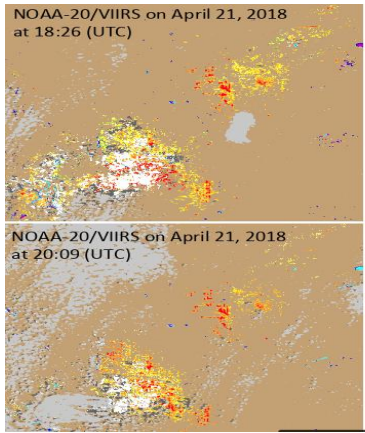 NOAA-20/VIIRS on April 21, 2018
at 18:26 (UTC)
NOAA-20/VIIRS on April 21, 2018
at 20:09 (UTC)